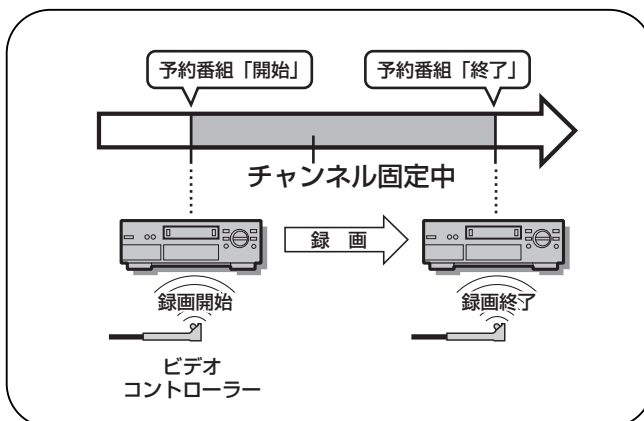 予約番組「開始」
予約番組「終了」
チャンネル固定中
録　画
録画開始
録画終了
ビデオ
コントローラー